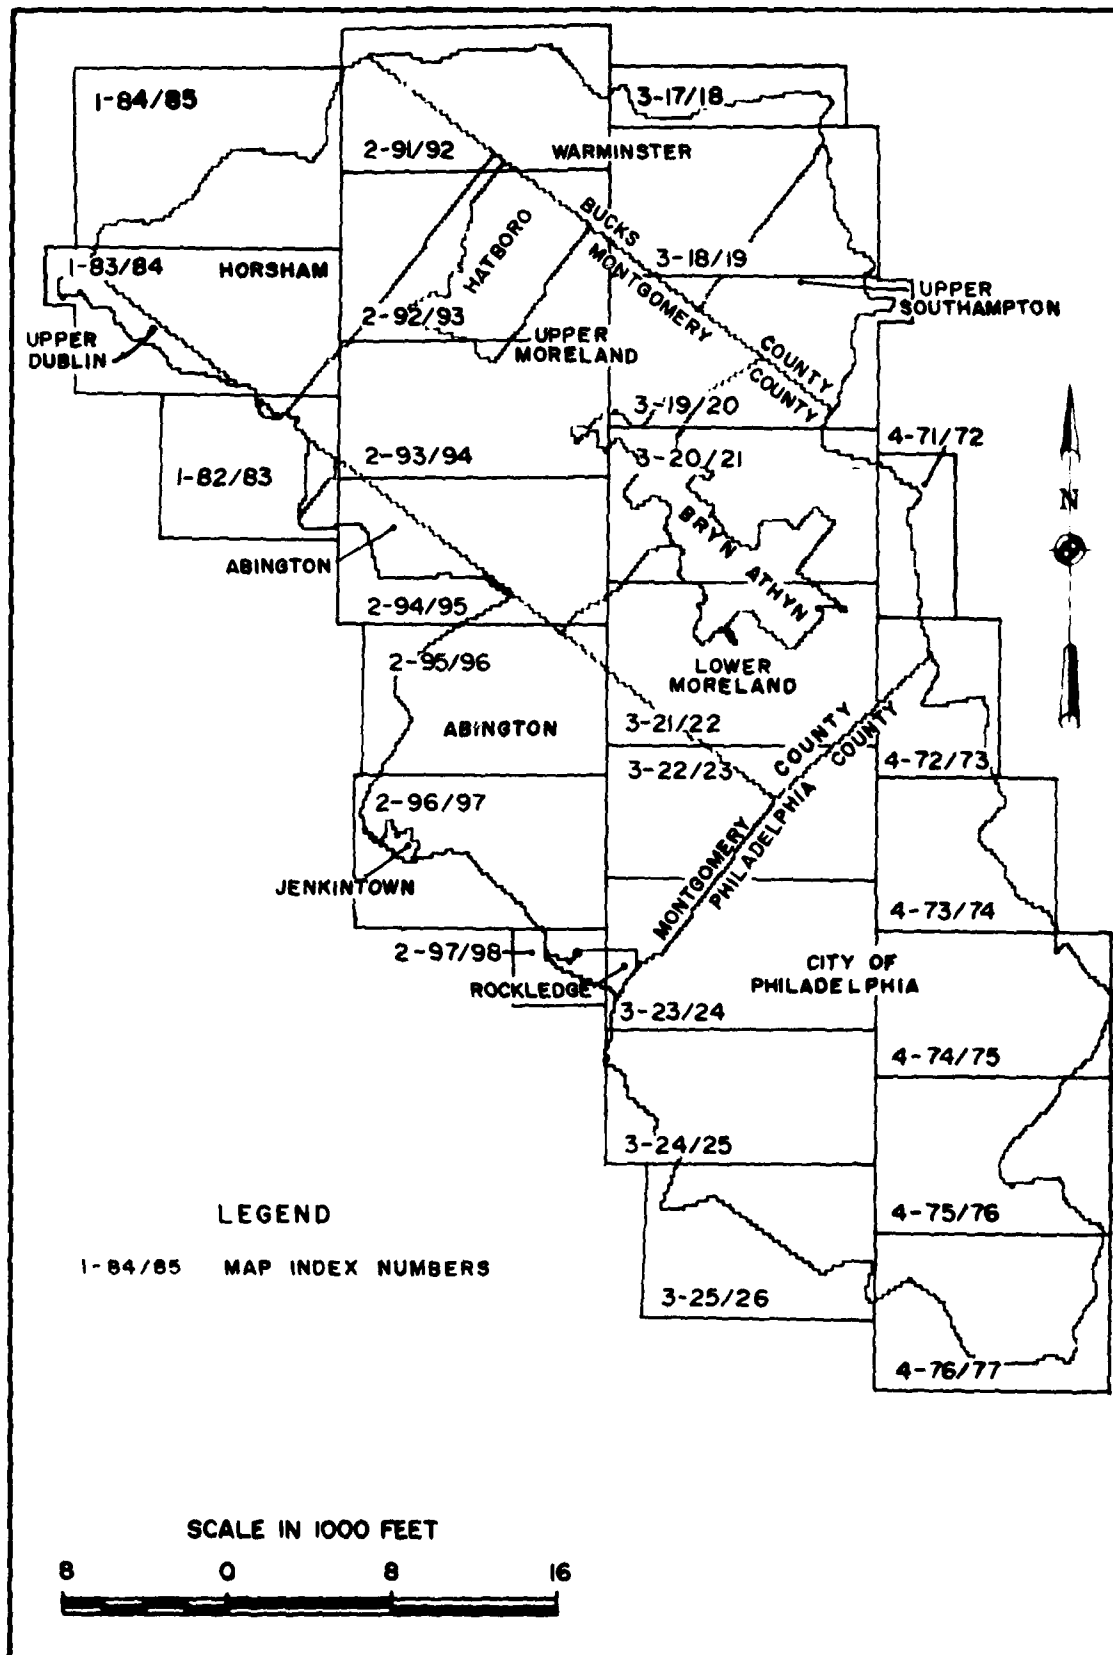 1-84/85
3-17/18
2-91/92
WARMINSTER
BUCKS
MONTGOMERY
HATBORO
1-83/84
HORSHAM
3-18/19
UPPER
SOUTHAMPTON
UPPER
DUBLIN
2-92/93
UPPER
MORELAND
COUNTY
COUNTY
3-19/20
4-71/72
2-93/94
3-20/21
1-82/83
N
BRYN ATHYN
ABINGTON
2-94/95
2-95/96
LOWER
MORELAND
ABINGTON
3-21/22
COUNTY
COUNTY
3-22/23
4-72/73
2-96/97
MONTGOMERY
PHILADELPHIA
JENKINTOWN
4-73/74
2-97/98
CITY OF
PHILADELPHIA
ROCKLEDGE
3-23/24
4-74/75
3-24/25
LEGEND
4-75/76
1-84/85 MAP INDEX NUMBERS
3-25/26
4-76/77
SCALE IN 1000 FEET
8 0 8 16